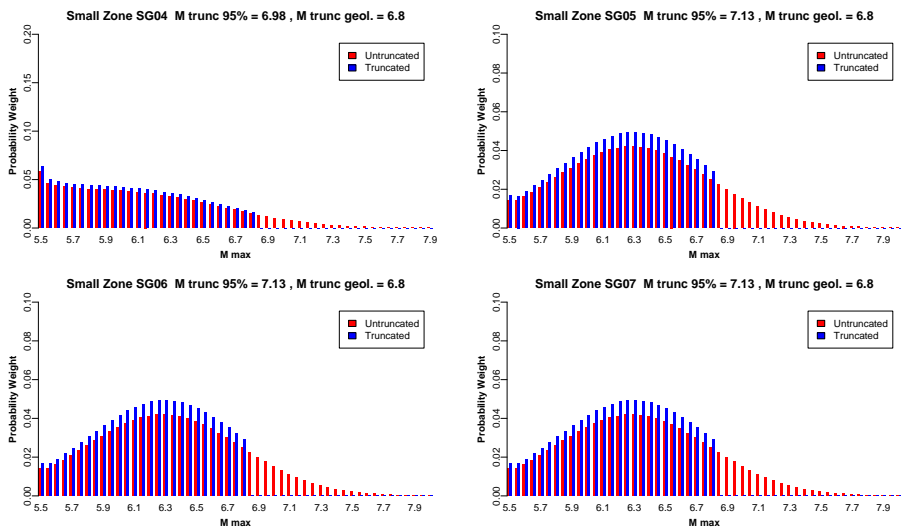 Small Zone SG04 M trunc 95% = 6.98 , M trunc geol. = 6.8
Probability Weight
0.20
0.15
0.10
0.05
0.00
Untruncated
Truncated
5.5 5.7 5.9 6.1 6.3 6.5 6.7 6.9 7.1 7.3 7.5 7.7 7.9
M max
Small Zone SG05 M trunc 95% = 7.13 , M trunc geol. = 6.8
Probability Weight
0.10
0.08
0.06
0.04
0.02
0.00
Untruncated
Truncated
5.5 5.7 5.9 6.1 6.3 6.5 6.7 6.9 7.1 7.3 7.5 7.7 7.9
M max
Small Zone SG06 M trunc 95% = 7.13 , M trunc geol. = 6.8
Probability Weight
0.10
0.08
0.06
0.04
0.02
0.00
Untruncated
Truncated
5.5 5.7 5.9 6.1 6.3 6.5 6.7 6.9 7.1 7.3 7.5 7.7 7.9
M max
Small Zone SG07 M trunc 95% = 7.13 , M trunc geol. = 6.8
Probability Weight
0.10
0.08
0.06
0.04
0.02
0.00
Untruncated
Truncated
5.5 5.7 5.9 6.1 6.3 6.5 6.7 6.9 7.1 7.3 7.5 7.7 7.9
M max